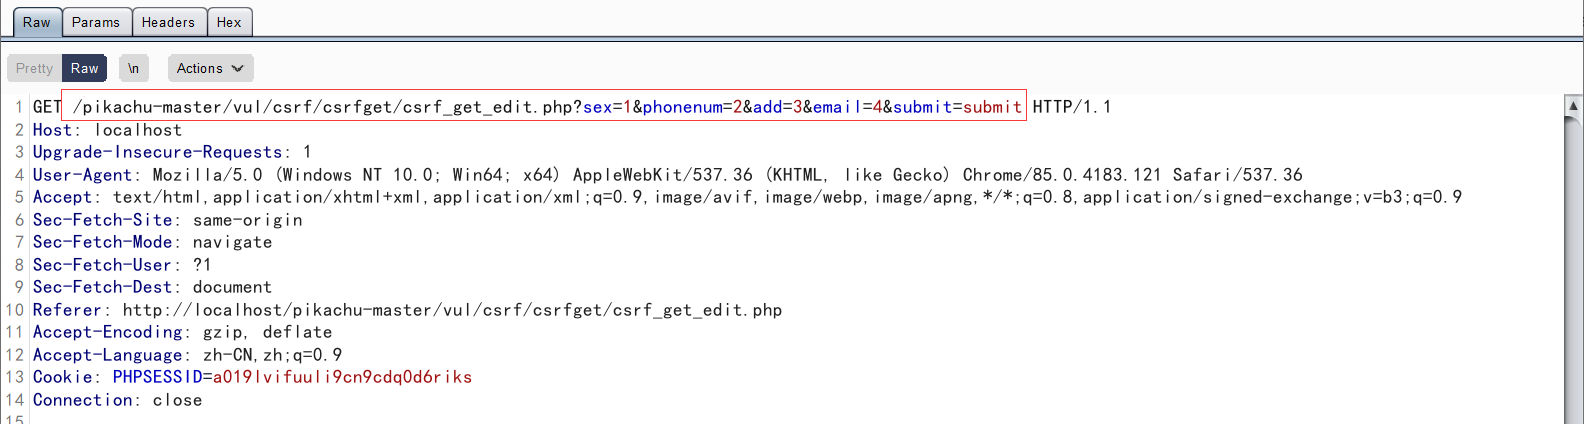 Raw Params Headers Hex
Pretty Raw \n Actions
1 GET /pikachu-master/vul/csrf/csrfget/csrf_get_edit.php?sex=1&phonenum=2&add=3&email=4&submit=submit HTTP/1.1
2 Host: localhost
3 Upgrade-Insecure-Requests: 1
4 User-Agent: Mozilla/5.0 (Windows NT 10.0; Win64; x64) AppleWebKit/537.36 (KHTML, like Gecko) Chrome/85.0.4183.121 Safari/537.36
5 Accept: text/html,application/xhtml+xml,application/xml;q=0.9,image/avif,image/webp,image/apng,*/*;q=0.8,application/signed-exchange;v=b3;q=0.9
6 Sec-Fetch-Site: same-origin
7 Sec-Fetch-Mode: navigate
8 Sec-Fetch-User: ?1
9 Sec-Fetch-Dest: document
10 Referer: http://localhost/pikachu-master/vul/csrf/csrfget/csrf_get_edit.php
11 Accept-Encoding: gzip, deflate
12 Accept-Language: zh-CN,zh;q=0.9
13 Cookie: PHPSESSID=a019lvifuuli9cn9cdq0d6riks
14 Connection: close
15